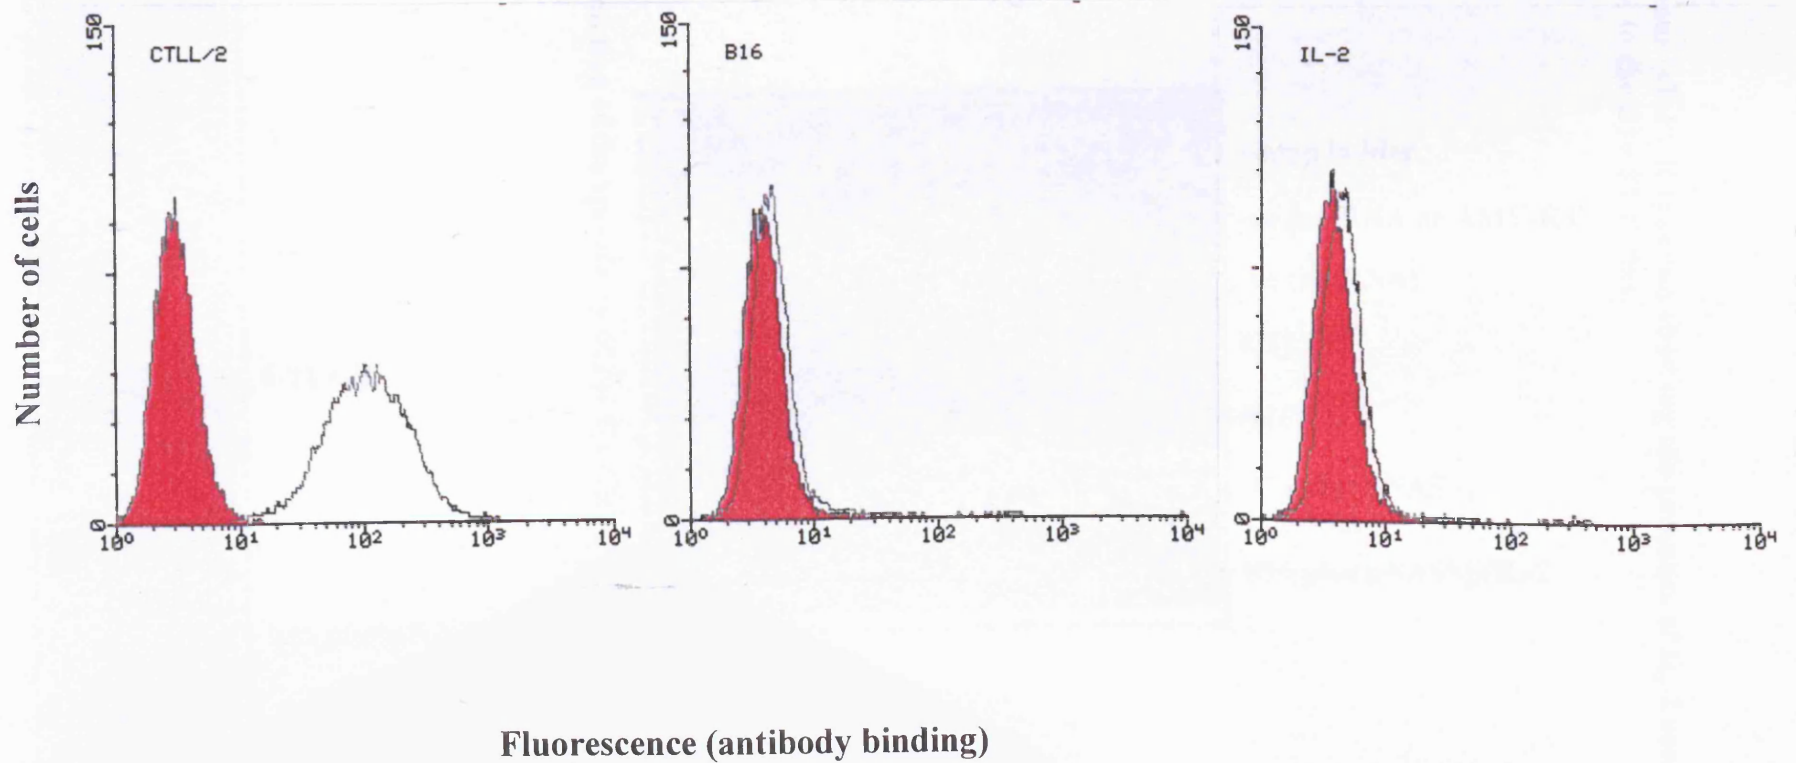 Number of cells
150
CTLL/2
0
10⁰ 10¹ 10² 10³ 10⁴
150
B16
0
10⁰ 10¹ 10² 10³ 10⁴
150
IL-2
0
10⁰ 10¹ 10² 10³ 10⁴
Fluorescence (antibody binding)